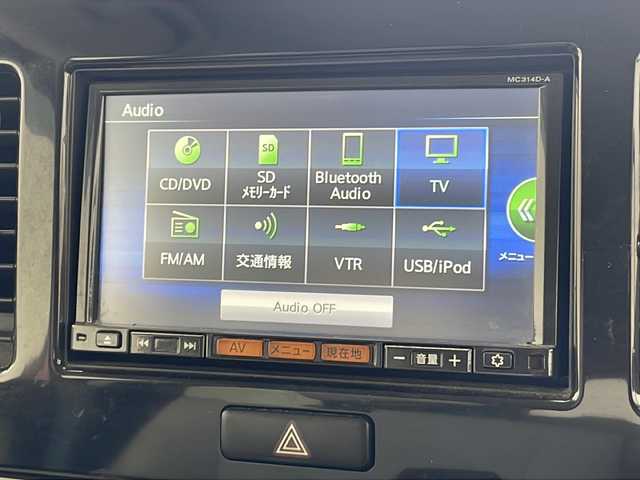 MC314D-A
Audio
CD/DVD
SD
SD
メモリーカード
Bluetooth
Audio
TV
FM/AM
交通情報
VTR
USB/iPod
メニュー
Audio OFF
AV
メニュー
現在地
− 音量 +